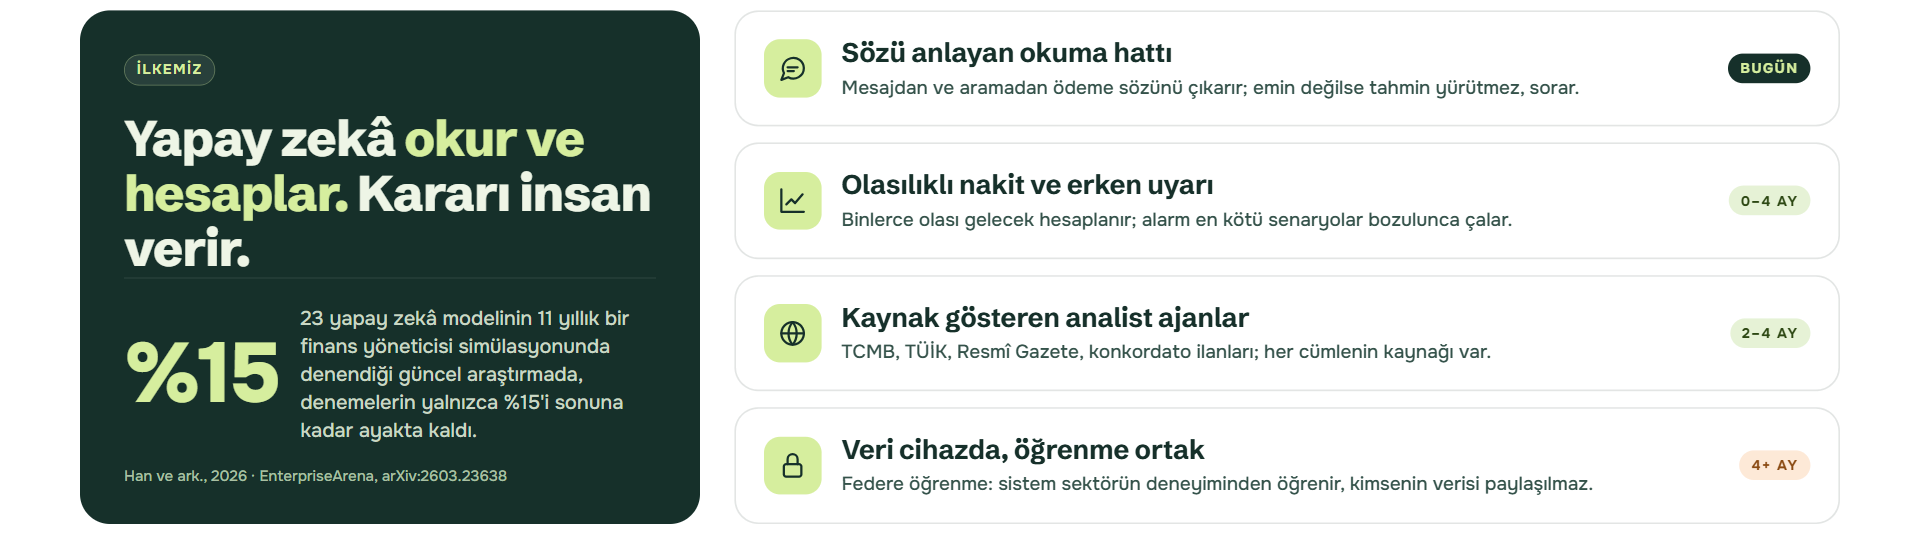 İLKEMİZ
Yapay zekâ okur ve
hesaplar. Kararı insan
verir.
%15
23 yapay zekâ modelinin 11 yıllık bir
finans yöneticisi simülasyonunda
denendiği güncel araştırmada,
denemelerin yalnızca %15'i sonuna
kadar ayakta kaldı.
Han ve ark., 2026 · EnterpriseArena, arXiv:2603.23638
Sözü anlayan okuma hattı
Mesajdan ve aramadan ödeme sözünü çıkarır; emin değilse tahmin yürütmez, sorar.
BUGÜN
Olasılıklı nakit ve erken uyarı
Binlerce olası gelecek hesaplanır; alarm en kötü senaryolar bozulunca çalar.
0–4 AY
Kaynak gösteren analist ajanlar
TCMB, TÜİK, Resmî Gazete, konkordato ilanları; her cümlenin kaynağı var.
2–4 AY
Veri cihazda, öğrenme ortak
Federe öğrenme: sistem sektörün deneyiminden öğrenir, kimsenin verisi paylaşılmaz.
4+ AY